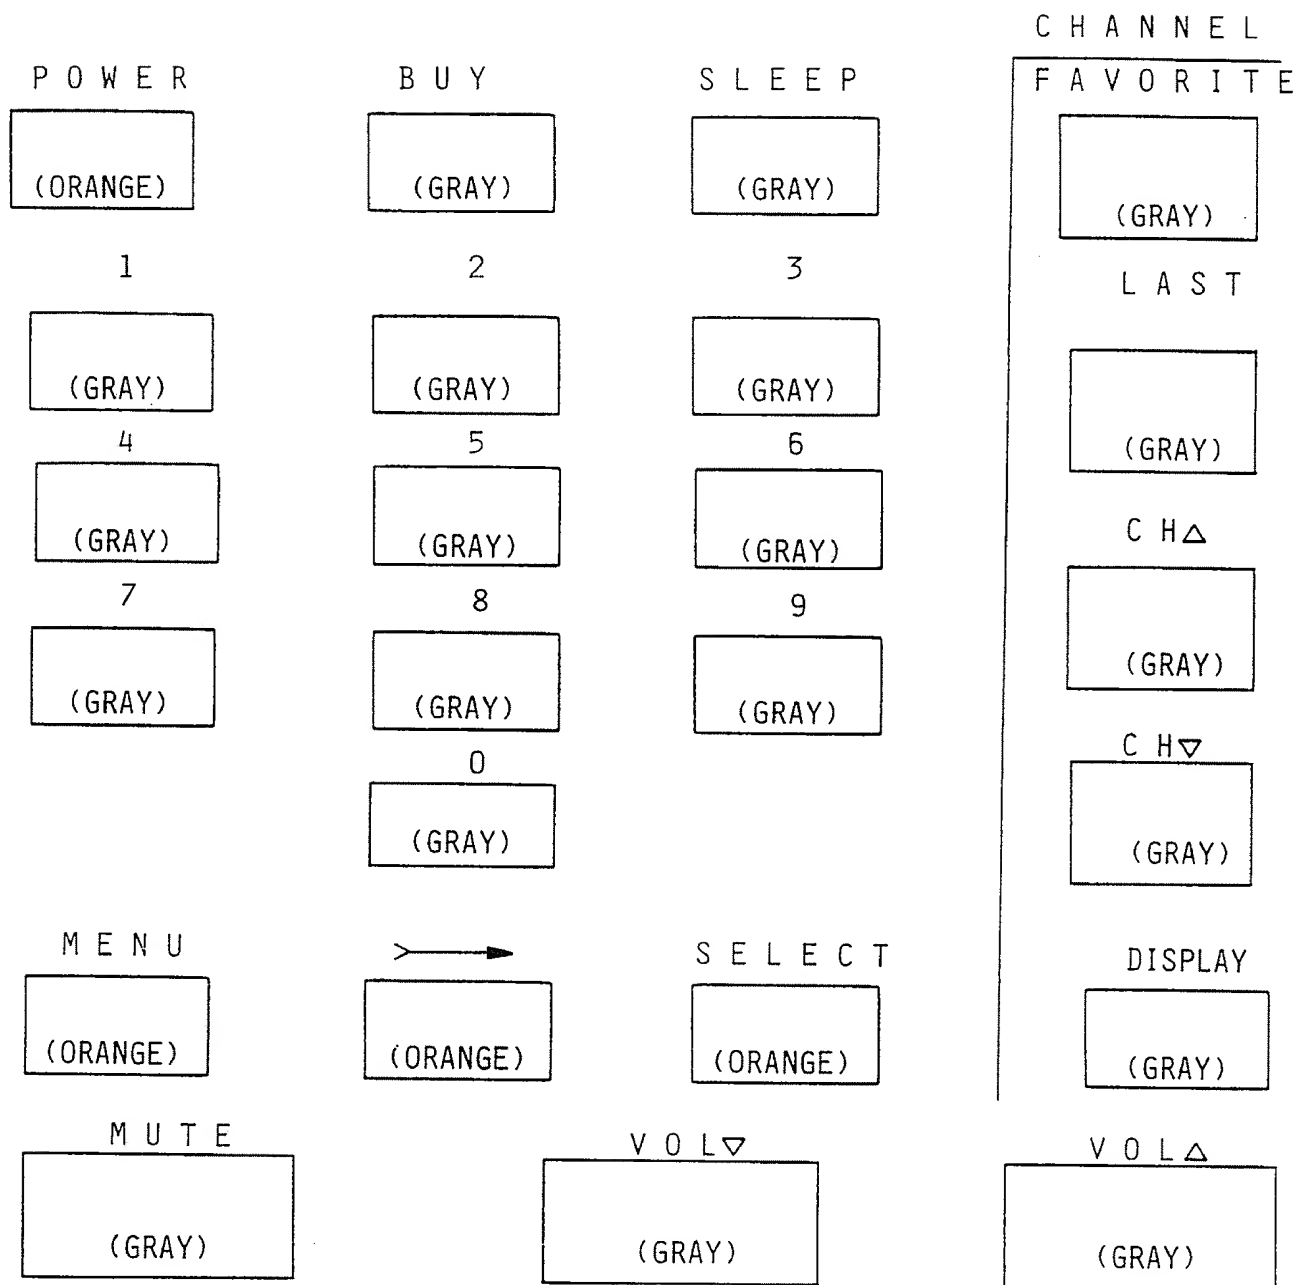 CHANNEL
POWER BUY SLEEP FAVORITE
(ORANGE) (GRAY) (GRAY) (GRAY)
1 2 3 LAST
(GRAY) (GRAY) (GRAY) (GRAY)
4 5 6 CH△
(GRAY) (GRAY) (GRAY) (GRAY)
7 8 9 CH▽
(GRAY) (GRAY) (GRAY) (GRAY)
0
(GRAY)
MENU SELECT DISPLAY
(ORANGE) (ORANGE) (ORANGE) (GRAY)
MUTE VOL▽ VOL△
(GRAY) (GRAY) (GRAY)